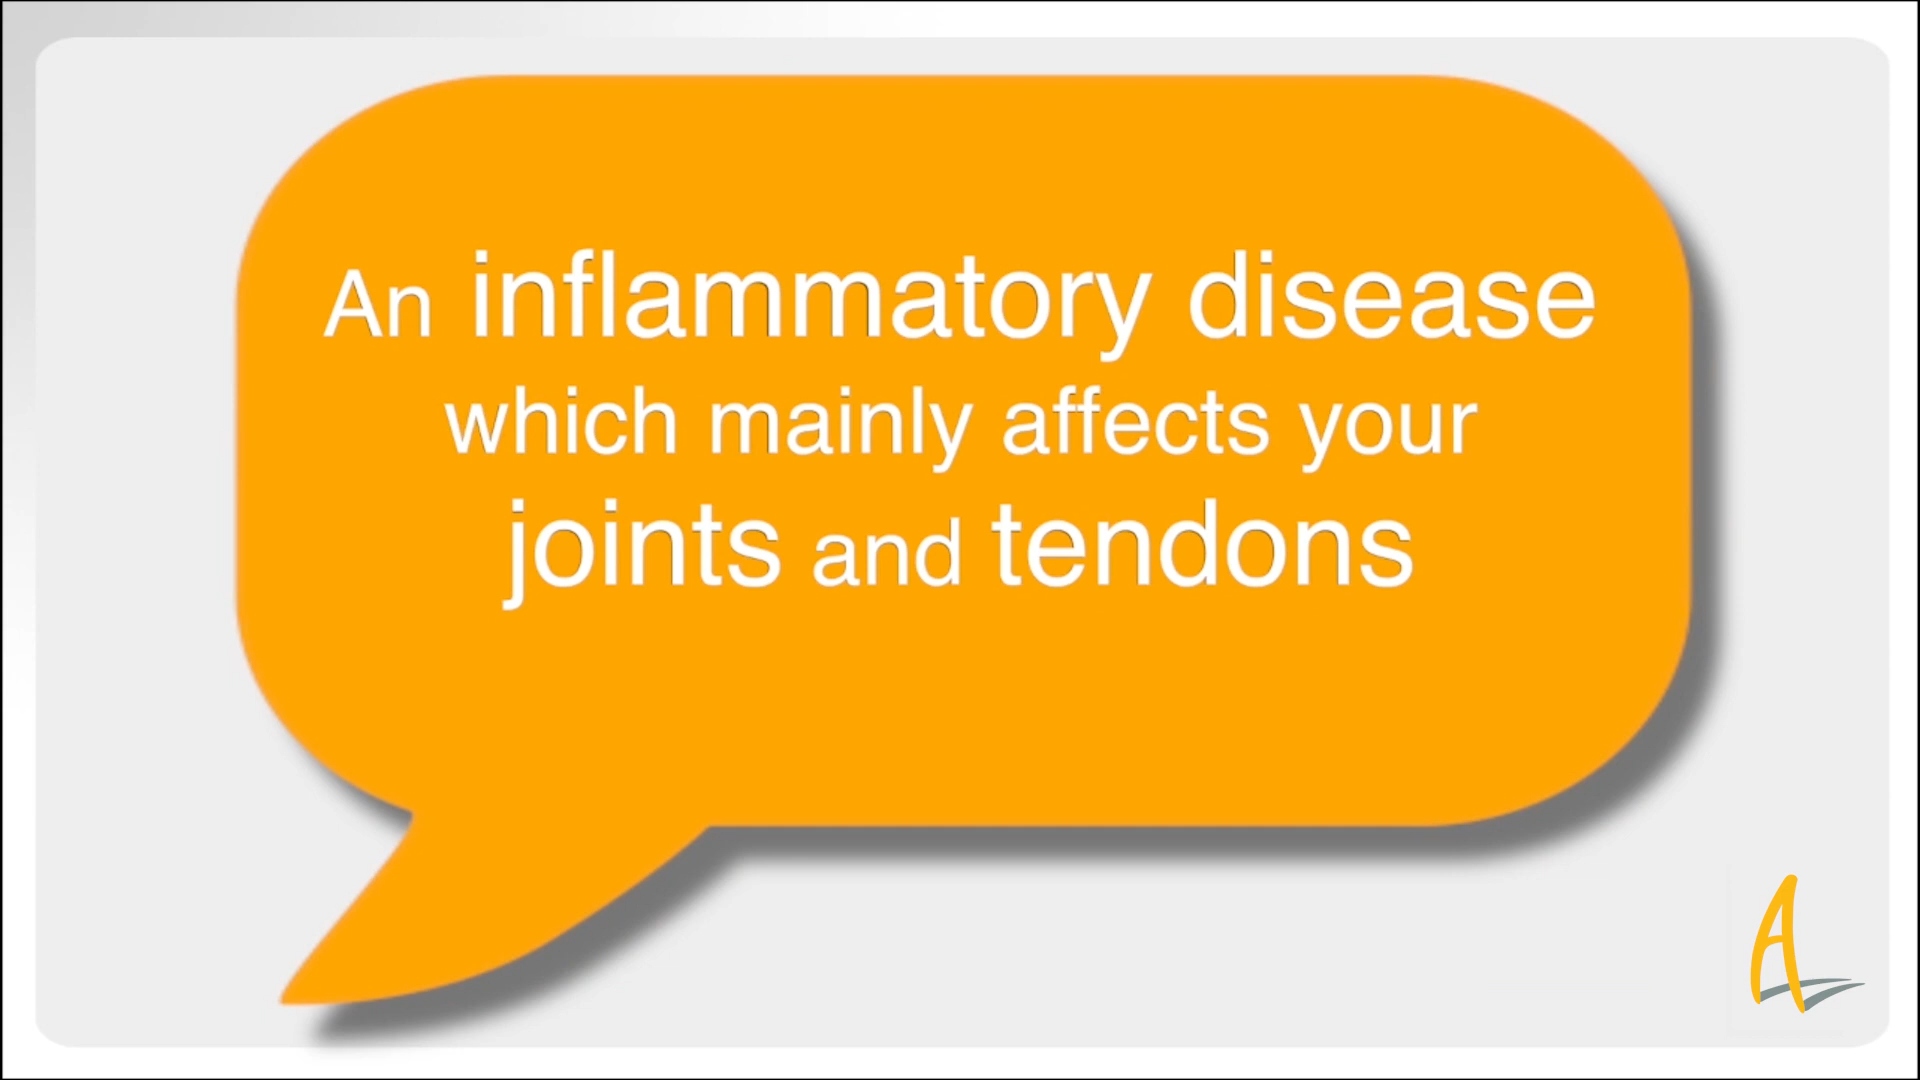 An inflammatory disease
which mainly affects your
joints and tendons
A